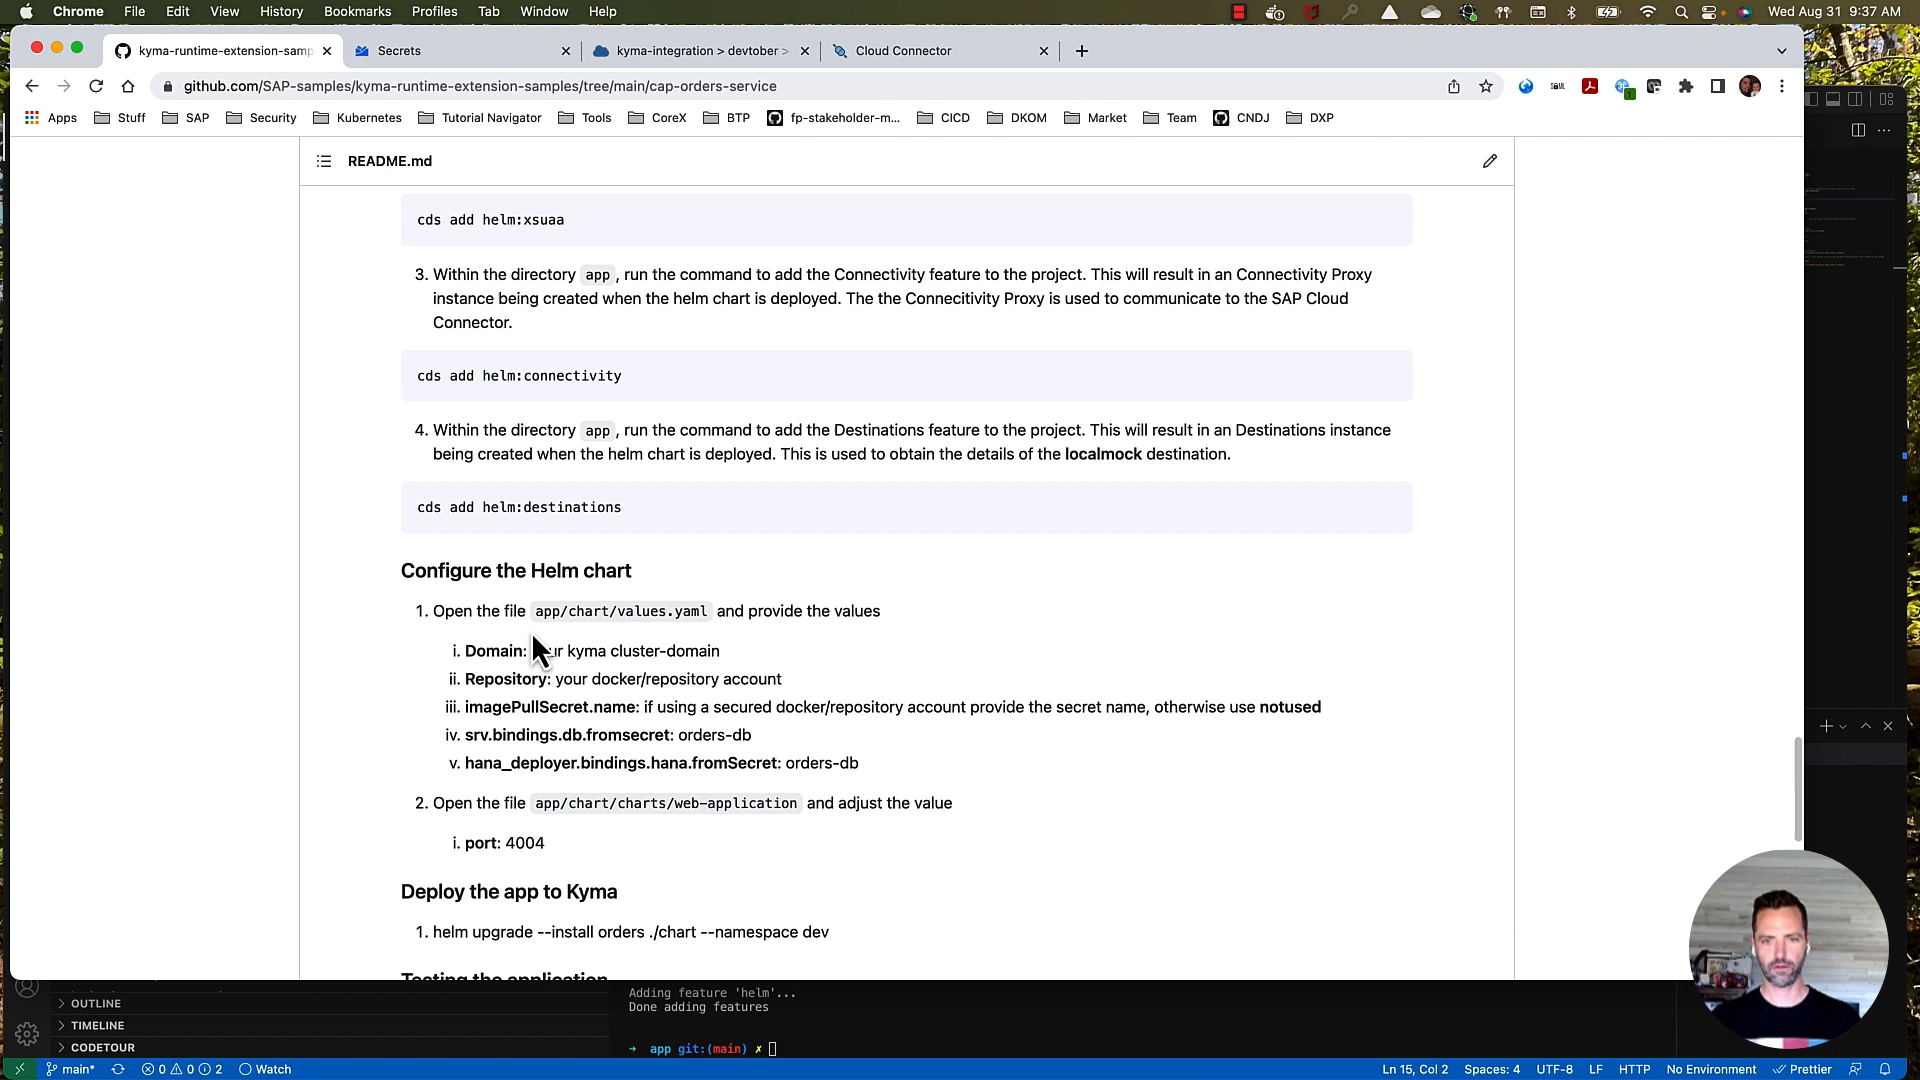 Chrome File Edit View History Bookmarks Profiles Tab Window Help Wed Aug 31 9:37 AM
kyma-runtime-extension-samp Secrets kyma-integration > devtober > Cloud Connector
github.com/SAP-samples/kyma-runtime-extension-samples/tree/main/cap-orders-service
Apps Stuff SAP Security Kubernetes Tutorial Navigator Tools CoreX BTP fp-stakeholder-m... CICD DKOM Market Team CNDJ DXP
README.md
cds add helm:xsuaa
3. Within the directory app, run the command to add the Connectivity feature to the project. This will result in an Connectivity Proxy
instance being created when the helm chart is deployed. The the Connecitivity Proxy is used to communicate to the SAP Cloud
Connector.
cds add helm:connectivity
4. Within the directory app, run the command to add the Destinations feature to the project. This will result in an Destinations instance
being created when the helm chart is deployed. This is used to obtain the details of the localmock destination.
cds add helm:destinations
Configure the Helm chart
1. Open the file app/chart/values.yaml and provide the values
i. Domain: kyma cluster-domain
ii. Repository: your docker/repository account
iii. imagePullSecret.name: if using a secured docker/repository account provide the secret name, otherwise use notused
iv. srv.bindings.db.fromsecret: orders-db
v. hana_deployer.bindings.hana.fromSecret: orders-db
2. Open the file app/chart/charts/web-application and adjust the value
i. port: 4004
Deploy the app to Kyma
1. helm upgrade --install orders ./chart --namespace dev
Testing the application
OUTLINE
TIMELINE
CODETOUR
Adding feature 'helm'...
Done adding features
→ app git:(main) ✗
main* 0 0 2 Watch Ln 15, Col 2 Spaces: 4 UTF-8 LF HTTP No Environment Prettier